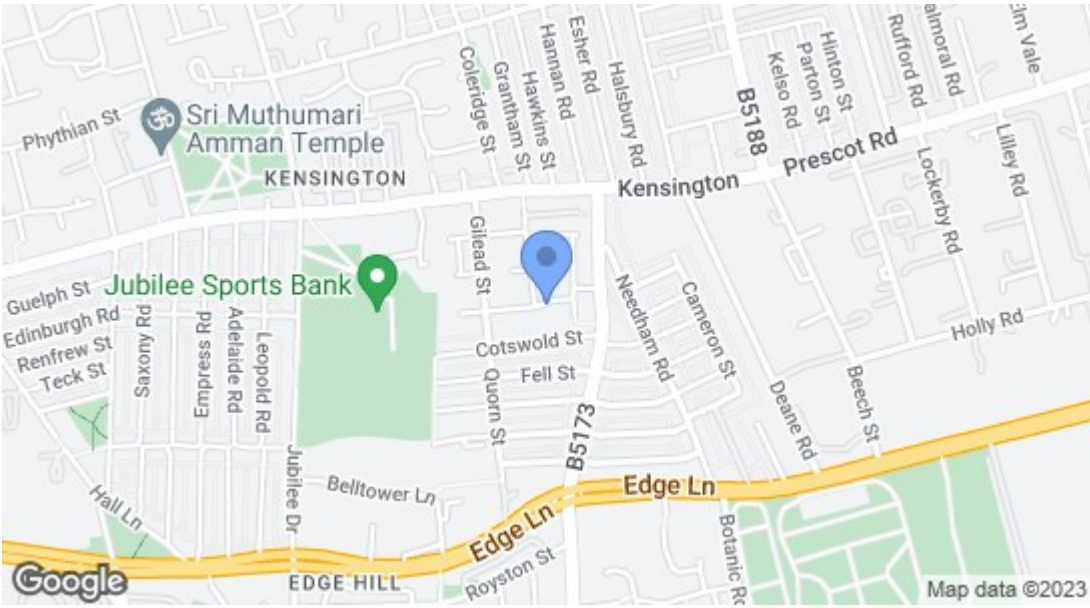 Coleridge St
Grantham St
Hawkins St
Hannan Rd
Esher Rd
Halsbury Rd
B5188
Kelso Rd
Parton St
Hinton St
Rufford Rd
almoral Rd
Elm Vale
Phythian St
Sri Muthumari
Amman Temple
KENSINGTON
Kensington
Prescot Rd
Lockerby Rd
Lilley Rd
Gilead St
Jubilee Sports Bank
Guelph St
Edinburgh Rd
Renfrew St
Teck St
Saxony Rd
Empress Rd
Adelaide Rd
Leopold Rd
Needham Rd
Cameron St
Holly Rd
Cotswold St
Fell St
Quorn St
B5173
Deane Rd
Beech St
Jubilee Dr
Belltower Ln
Hall Ln
Edge Ln
Edge Ln
Botanic Rd
Royston St
EDGE HILL
Google
Map data ©2023